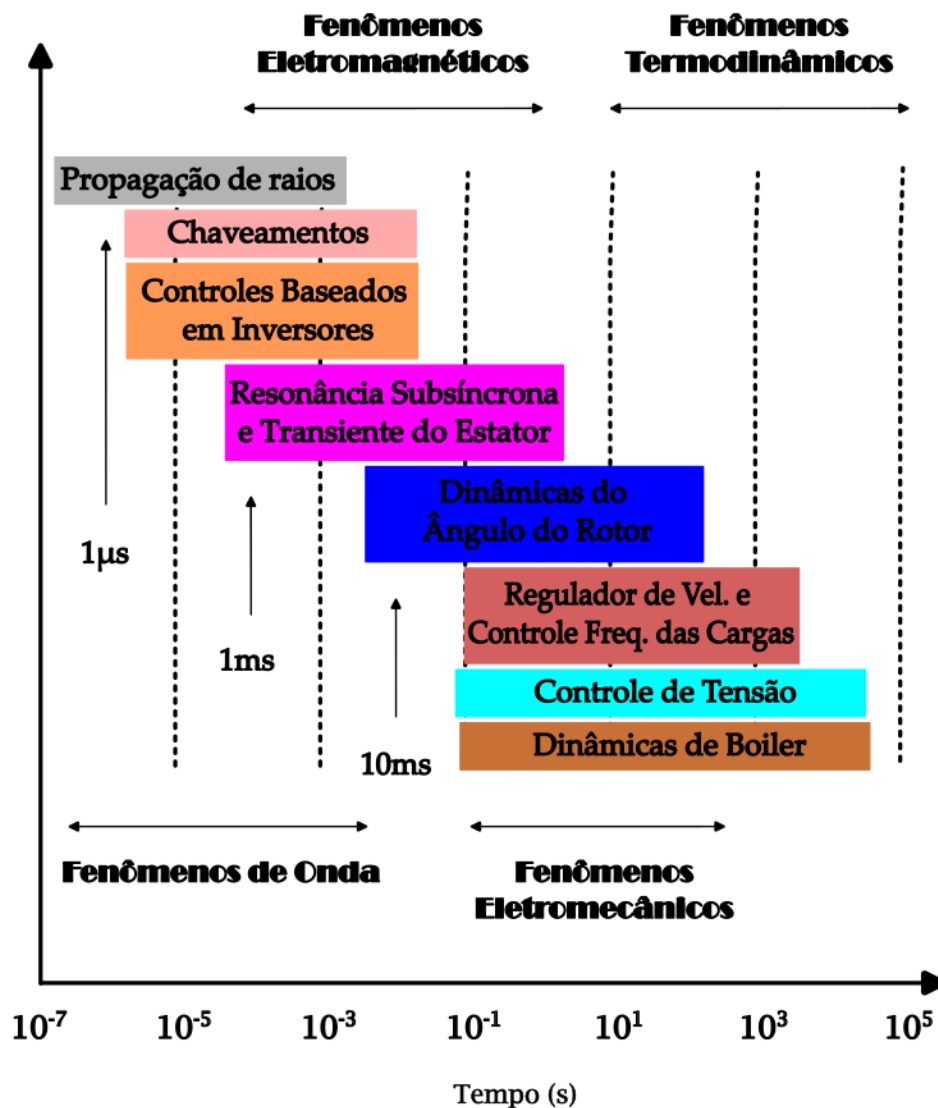 Fenômenos
Eletromagnéticos
Fenômenos
Termodinâmicos
Propagação de raios
Chaveamentos
Controles Baseados
em Inversores
Resonância Subsíncrona
e Transiente do Estator
Dinâmicas do
Ângulo do Rotor
1μs
Regulador de Vel. e
Controle Freq. das Cargas
1ms
Controle de Tensão
Dinâmicas de Boiler
10ms
Fenômenos de Onda
Fenômenos
Eletromecânicos
10⁻⁷ 10⁻⁵ 10⁻³ 10⁻¹ 10¹ 10³ 10⁵
Tempo (s)